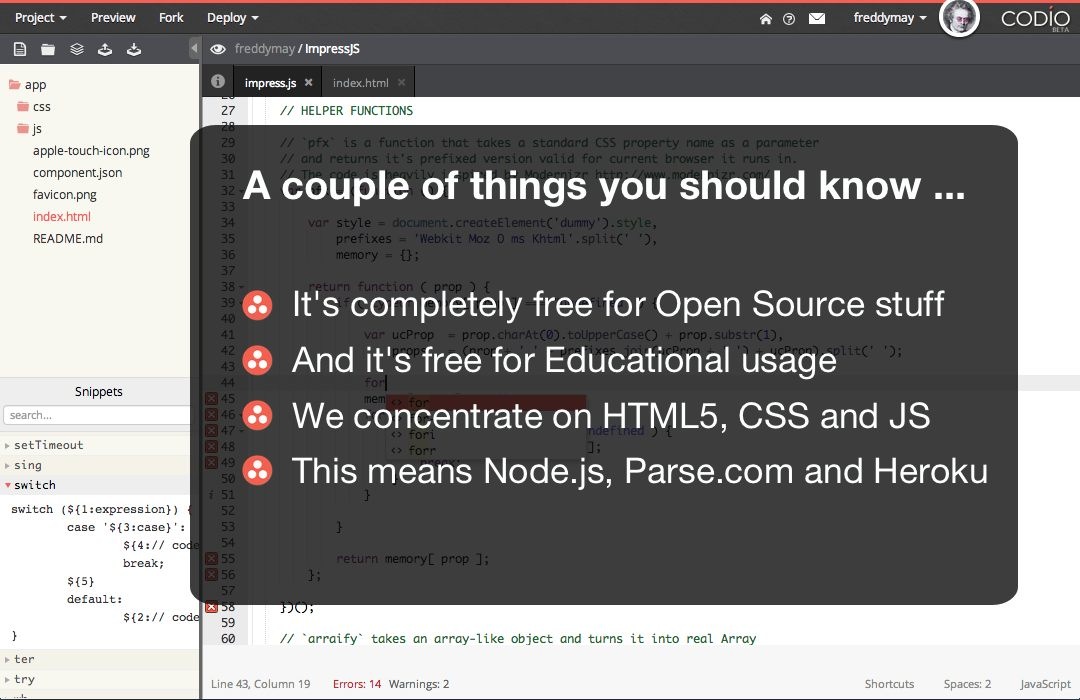 Project Preview Fork Deploy freddymay CODIO
BETA
freddymay / ImpressJS
impress.js index.html
app
css
js
apple-touch-icon.png
component.json
favicon.png
index.html
README.md
Snippets
search...
setTimeout
sing
switch
switch (${1:expression}) {
case '${3:case}':
${4:// code
break;
${5}
default:
${2:// code
}
ter
try
27 // HELPER FUNCTIONS
28
29 // `pfx` is a function that takes a standard CSS property name as a parameter
30 // and returns it's prefixed version valid for current browser it runs in.
31 // The code is heavily inspired by Modernizr http://www.modernizr.com/
32
A couple of things you should know ...
33
34 var style = document.createElement('dummy').style,
35 prefixes = 'Webkit Moz O ms Khtml'.split(' '),
36 memory = {};
37
38 return function ( prop ) {
39
It's completely free for Open Source stuff
40
41 var ucProp = prop.charAt(0).toUpperCase() + prop.substr(1),
42 split(' ');
And it's free for Educational usage
43
44 for
45 mem for
46
We concentrate on HTML5, CSS and JS
47 fori ) {
48 forr ];
49
This means Node.js, Parse.com and Heroku
50
51 }
52
53 }
54
55 return memory[ prop ];
56 };
57
58 })();
59
60 // `arraify` takes an array-like object and turns it into real Array
Line 43, Column 19 Errors: 14 Warnings: 2 Shortcuts Spaces: 2 JavaScript